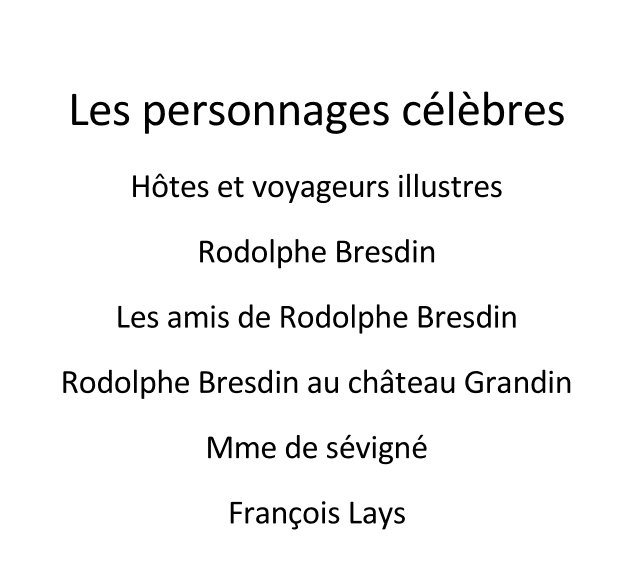 Les personnages célèbres
Hôtes et voyageurs illustres
Rodolphe Bresdin
Les amis de Rodolphe Bresdin
Rodolphe Bresdin au château Grandin
Mme de sévigné
François Lays